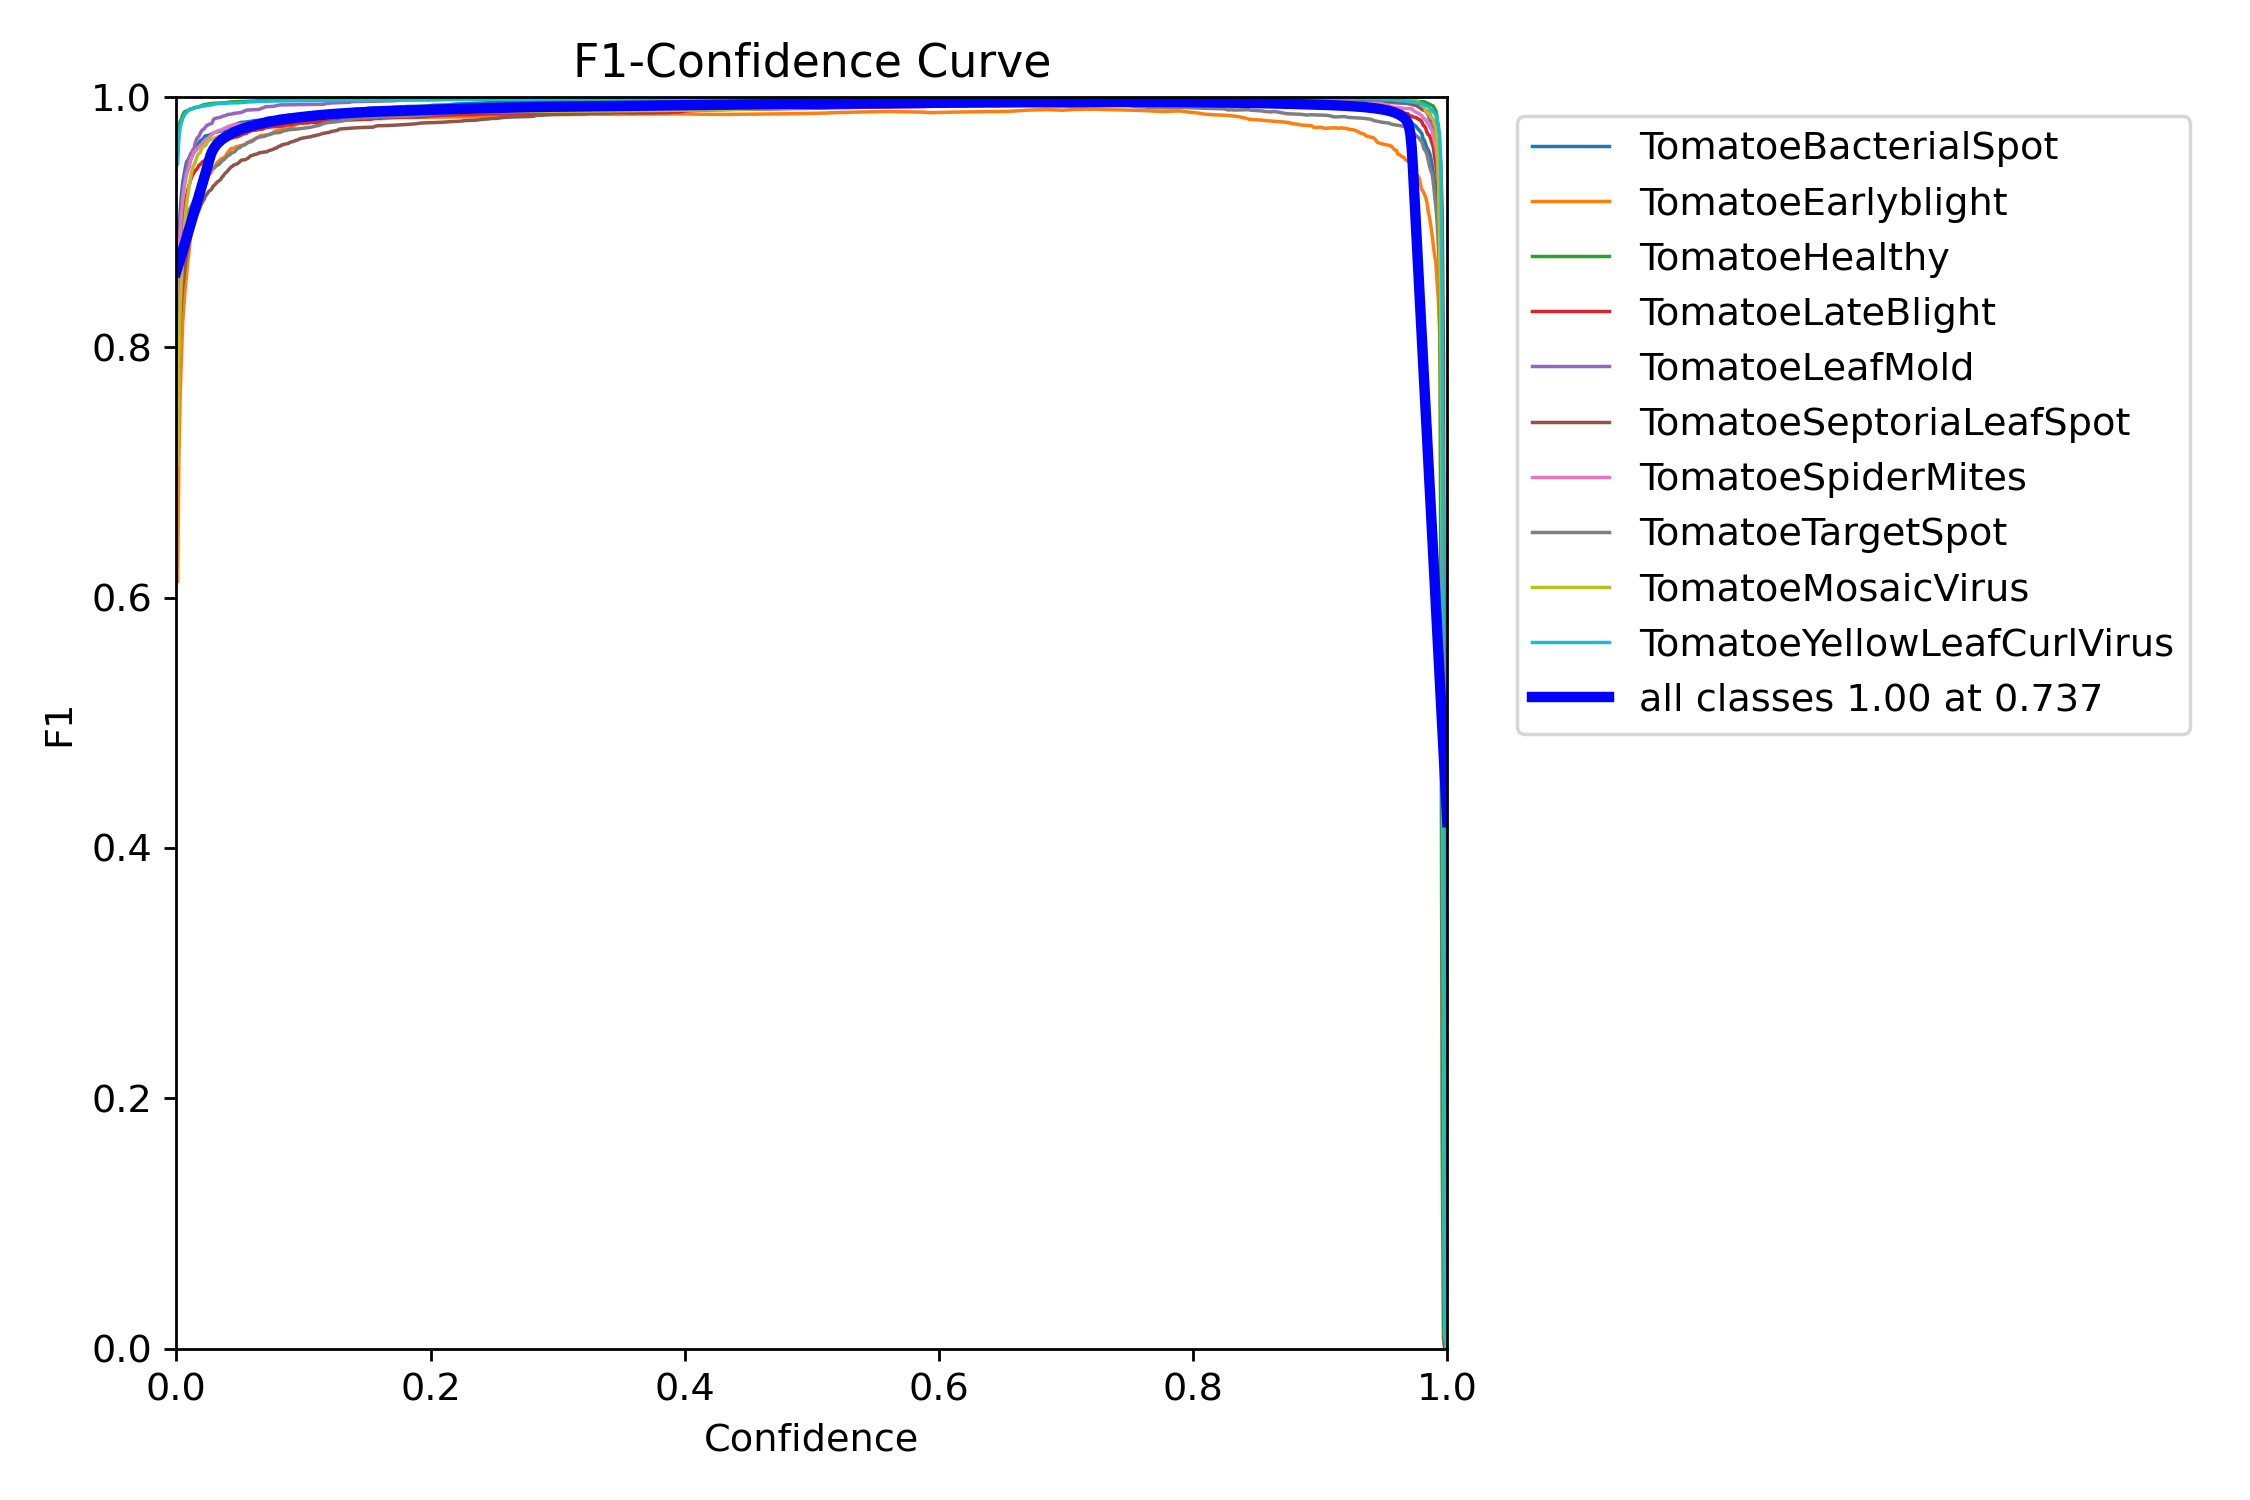 F1-Confidence Curve
1.0
0.8
0.6
0.4
0.2
0.0
F1
0.0 0.2 0.4 0.6 0.8 1.0
Confidence
TomatoeBacterialSpot
TomatoeEarlyblight
TomatoeHealthy
TomatoeLateBlight
TomatoeLeafMold
TomatoeSeptoriaLeafSpot
TomatoeSpiderMites
TomatoeTargetSpot
TomatoeMosaicVirus
TomatoeYellowLeafCurlVirus
all classes 1.00 at 0.737